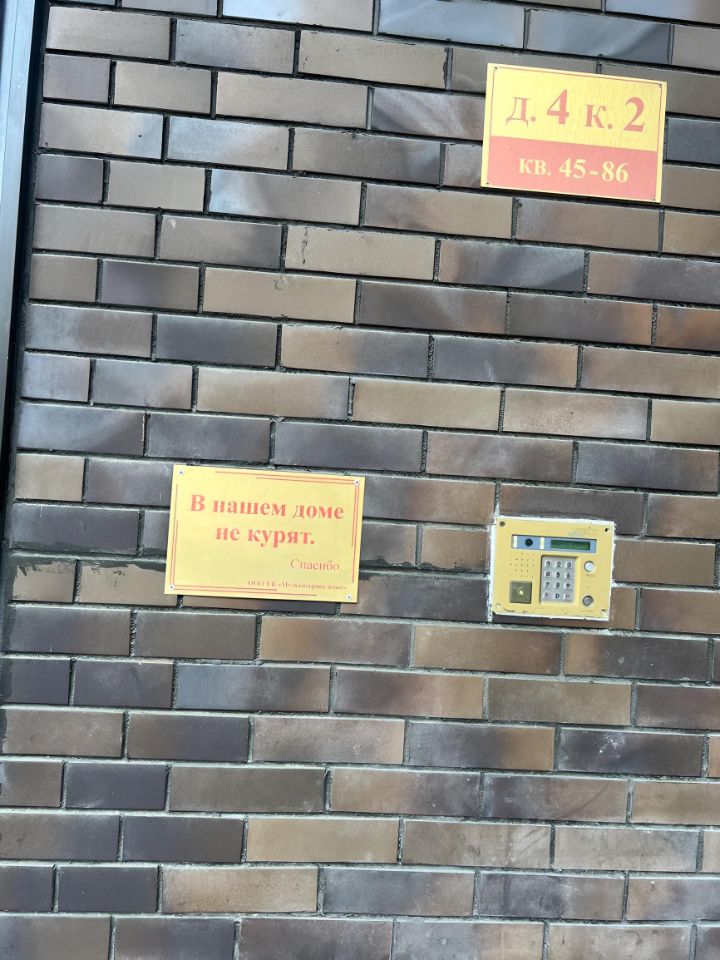 д. 4 к. 2
кв. 45-86
В нашем доме
не курят.
Спасибо.